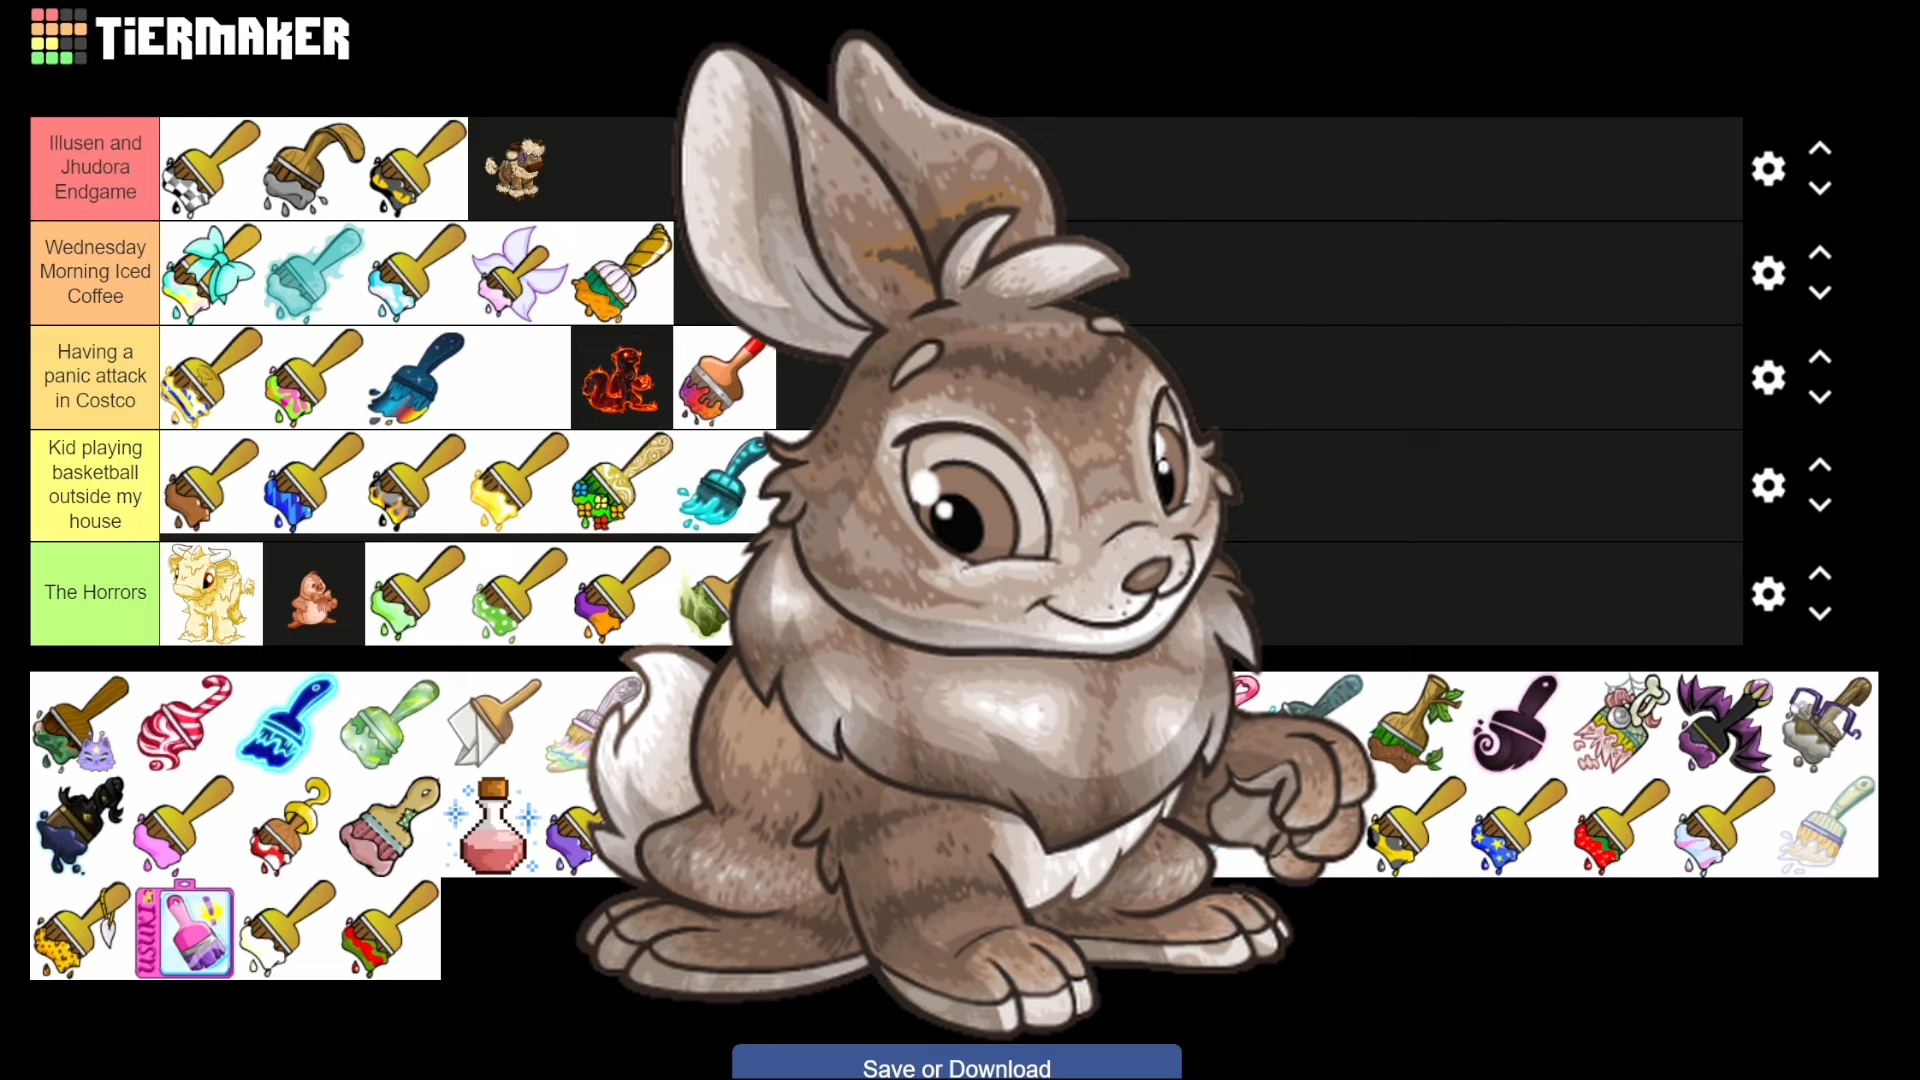 TiERMAKER
Illusen and
Jhudora
Endgame
Wednesday
Morning Iced
Coffee
Having a
panic attack
in Costco
Kid playing
basketball
outside my
house
The Horrors
USUKI
Save or Download